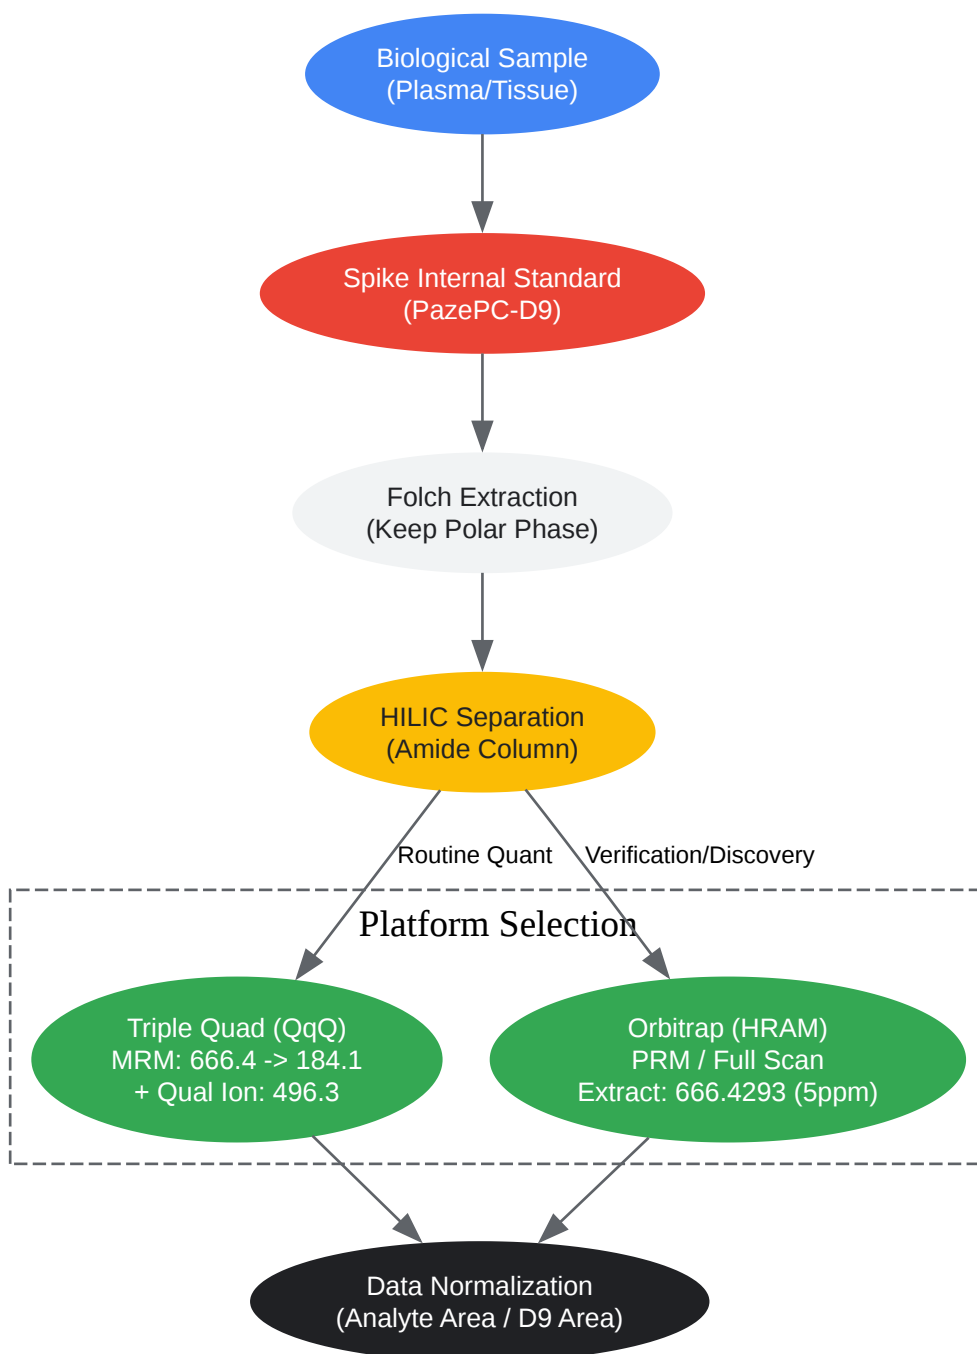 Biological Sample
(Plasma/Tissue)
Spike Internal Standard
(PazePC-D9)
Folch Extraction
(Keep Polar Phase)
HILIC Separation
(Amide Column)
Routine Quant
Verification/Discovery
Platform Selection
Triple Quad (QqQ)
MRM: 666.4 -> 184.1
+ Qual Ion: 496.3
Orbitrap (HRAM)
PRM / Full Scan
Extract: 666.4293 (5ppm)
Data Normalization
(Analyte Area / D9 Area)